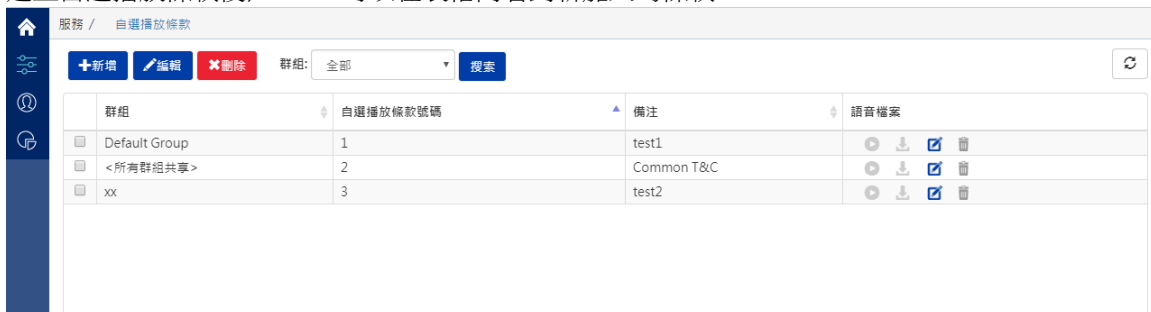 服務 / 自選播放條款
新增 編輯 刪除 群組: 全部 搜索
群組 自選播放條款號碼 備注 語音檔案
Default Group 1 test1
<所有群組共享> 2 Common T&C
xx 3 test2